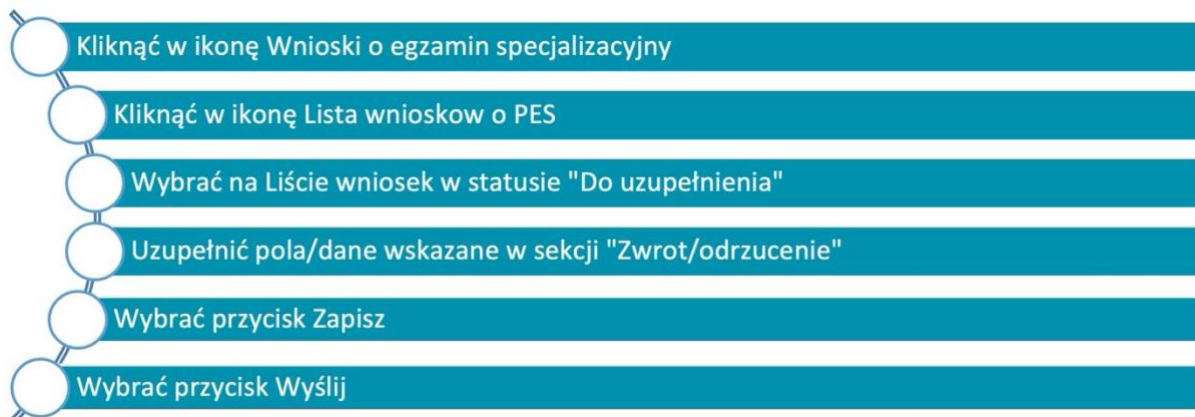 Kliknąć w ikonę Wnioski o egzamin specjalizacyjny
Kliknąć w ikonę Lista wnioskow o PES
Wybrać na Liście wniosek w statusie "Do uzupełnienia"
Uzupełnić pola/dane wskazane w sekcji "Zwrot/odrzucenie"
Wybrać przycisk Zapisz
Wybrać przycisk Wyślij